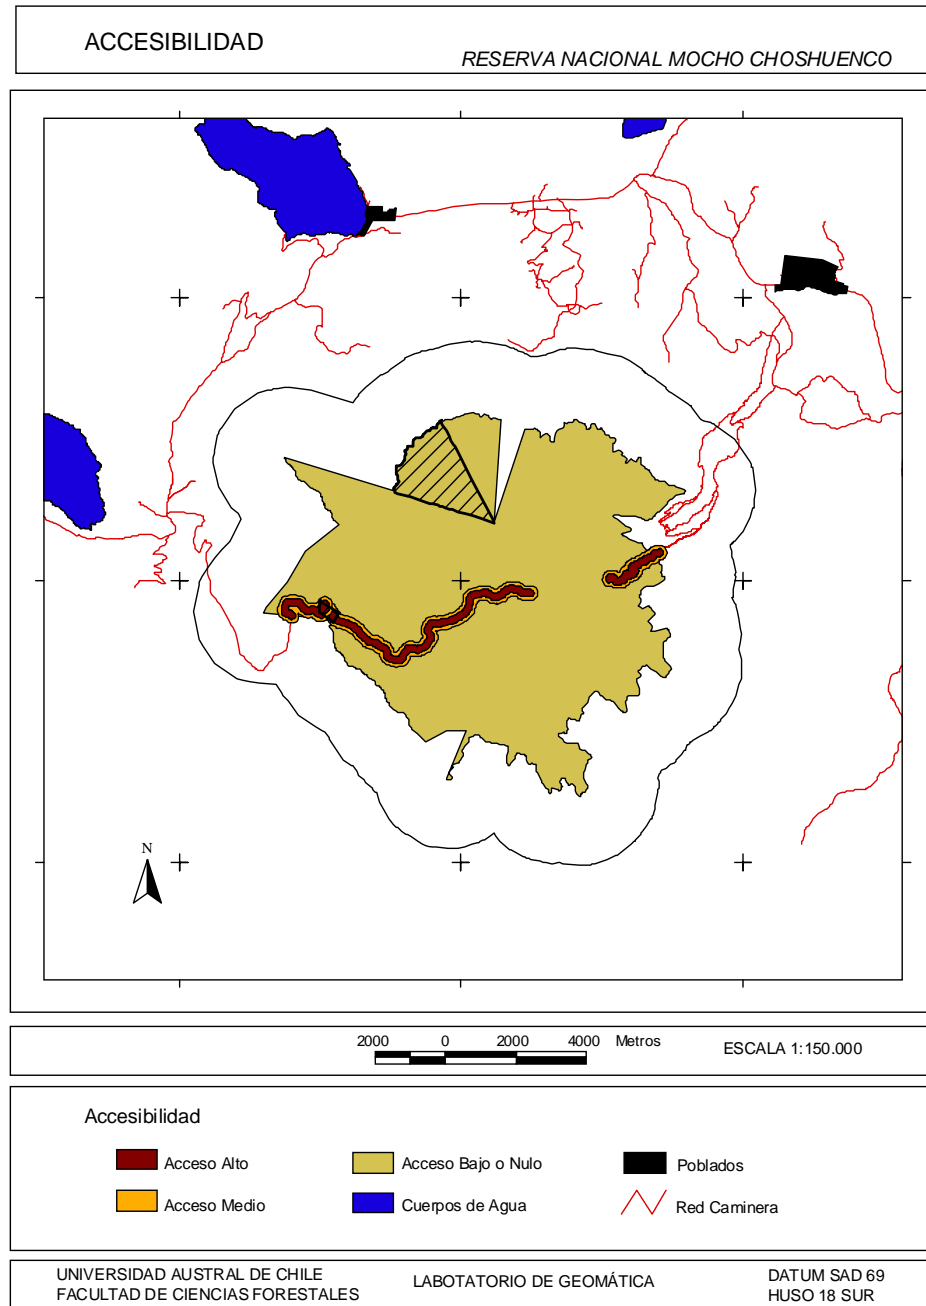 ACCESIBILIDAD
RESERVA NACIONAL MOCHO CHOSHUENCO
N
2000 0 2000 4000 Metros
ESCALA 1:150.000
Accesibilidad
Acceso Alto
Acceso Bajo o Nulo
Poblados
Acceso Medio
Cuerpos de Agua
Red Caminera
UNIVERSIDAD AUSTRAL DE CHILE
FACULTAD DE CIENCIAS FORESTALES
LABOTATORIO DE GEOMÁTICA
DATUM SAD 69
HUSO 18 SUR